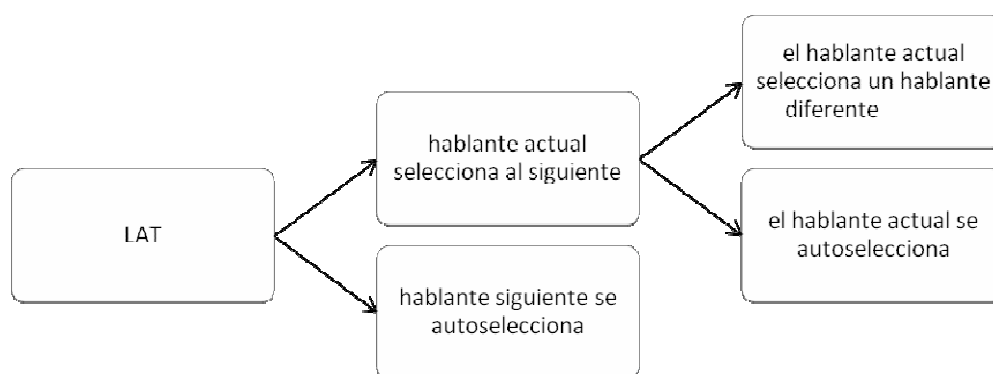 LAT
hablante actual
selecciona al siguiente
hablante siguiente se
autoselecciona
el hablante actual
selecciona un hablante
diferente
el hablante actual se
autoselecciona